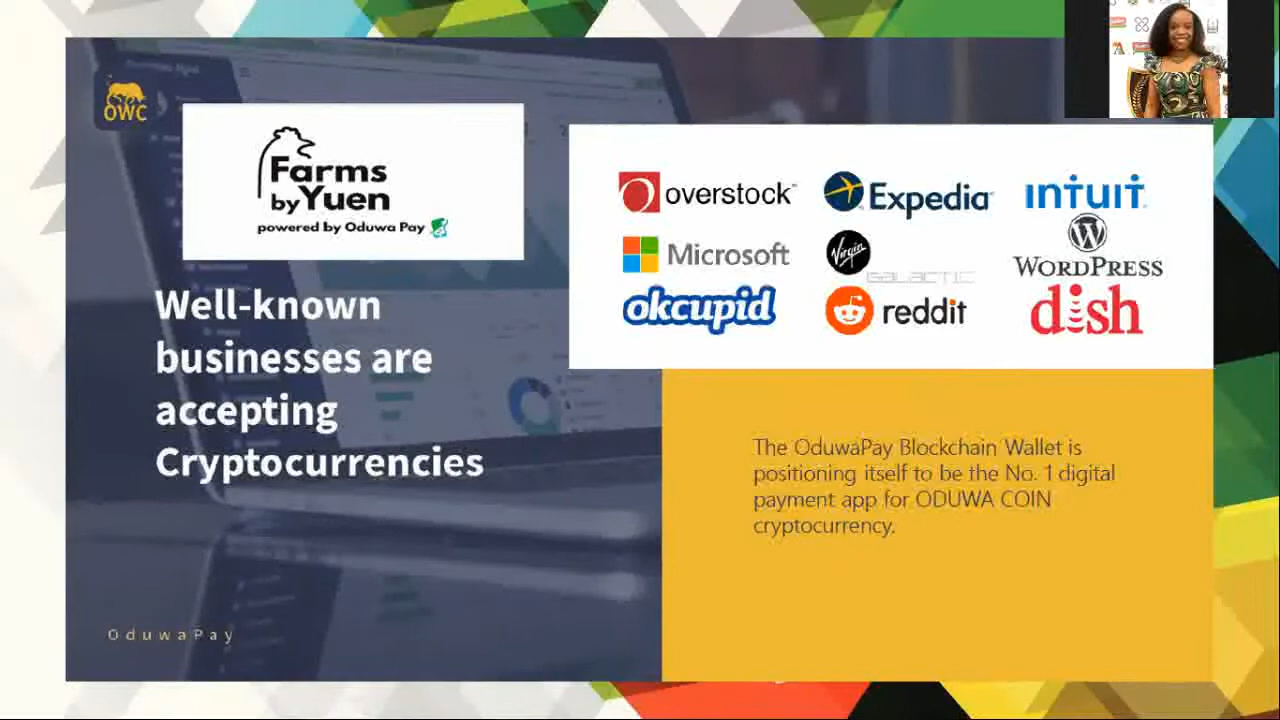 OWC
Farms
by Yuen
powered by Oduwa Pay
Well-known
businesses are
accepting
Cryptocurrencies
OduwaPay
overstock
Expedia
INTUIT
Microsoft
Virgin
GALACTIC
WORDPRESS
okcupid
reddit
dish
The OduwaPay Blockchain Wallet is
positioning itself to be the No. 1 digital
payment app for ODUWA COIN
cryptocurrency.